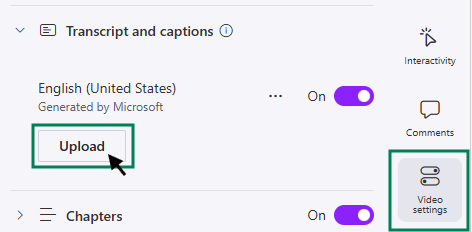 Transcript and captions
Interactivity
English (United States)
Generated by Microsoft
On
Upload
Comments
Video
settings
Chapters
On